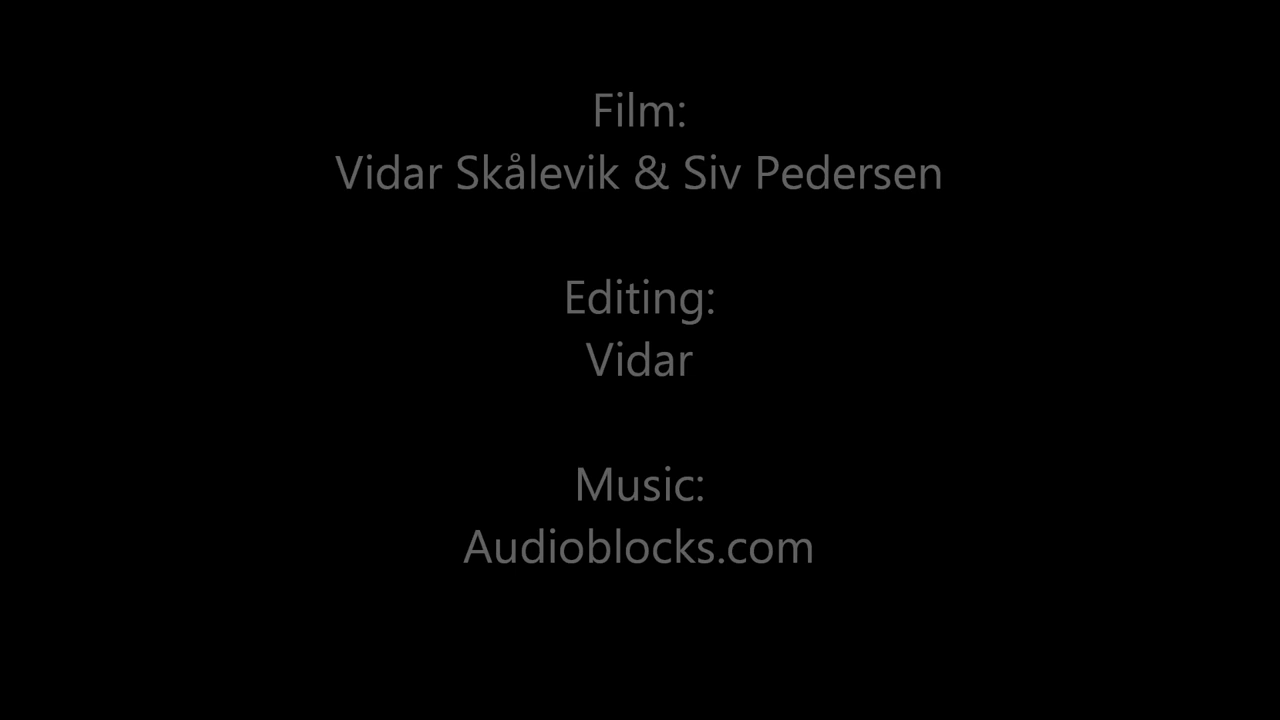 Film:
Vidar Skålevik & Siv Pedersen
Editing:
Vidar
Music:
Audioblocks.com